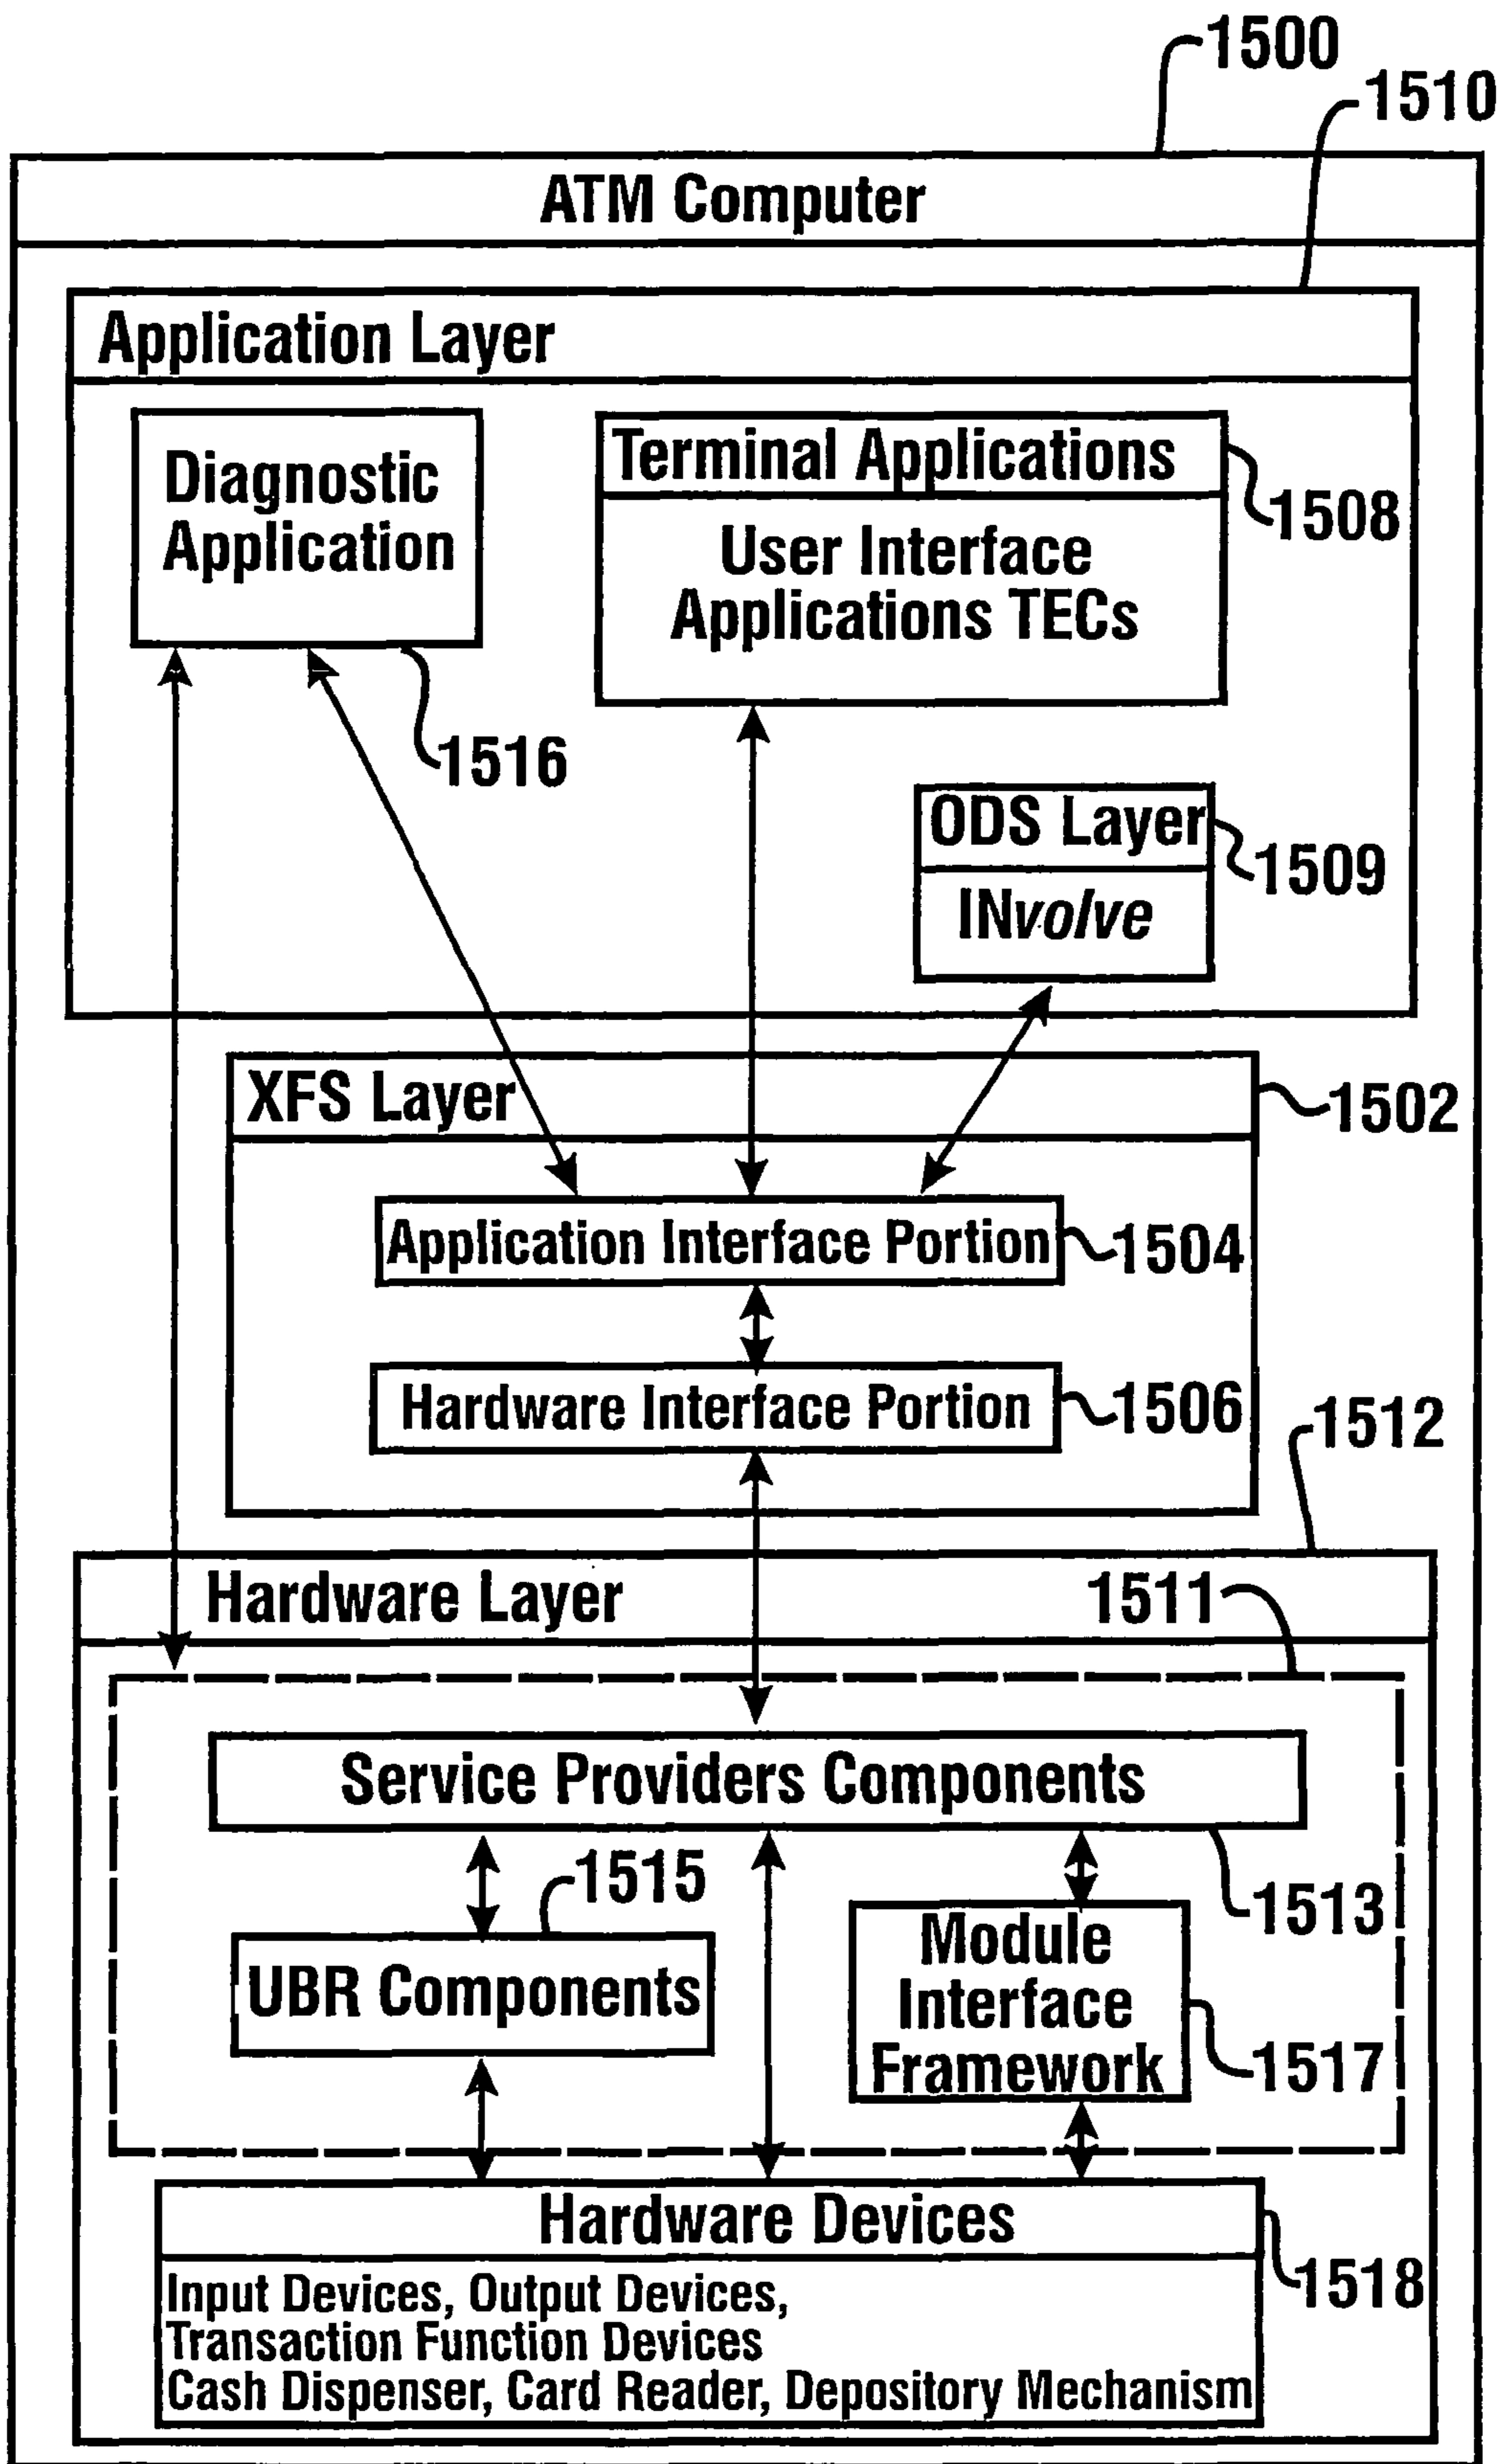 1500
1510
ATM Computer
Application Layer
Diagnostic
Application
Terminal Applications
1508
User Interface
Applications TECs
1516
ODS Layer
1509
INvolve
XFS Layer
1502
Application Interface Portion
1504
Hardware Interface Portion
1506
1512
Hardware Layer
1511
Service Providers Components
1515
1513
UBR Components
Module
Interface
Framework
1517
Hardware Devices
1518
Input Devices, Output Devices,
Transaction Function Devices
Cash Dispenser, Card Reader, Depository Mechanism